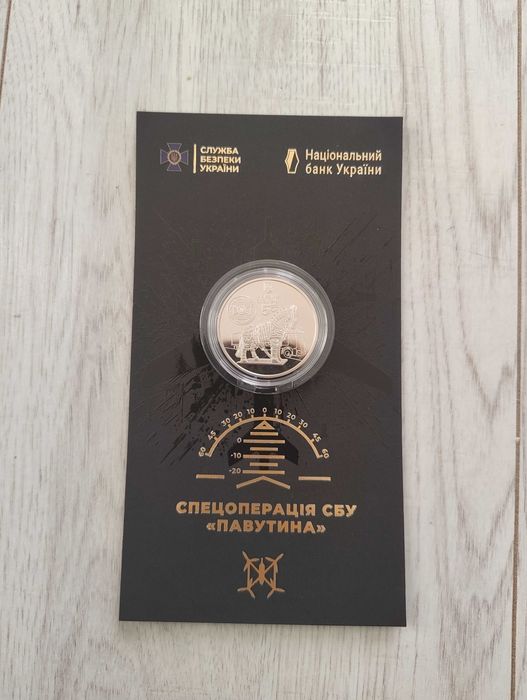 СЛУЖБА
БЕЗПЕКИ
УКРАЇНИ
Національний
банк України
60 45 30 20 10 0 10 20 30 45 60
0
-10
-20
СПЕЦОПЕРАЦІЯ СБУ
«ПАВУТИНА»